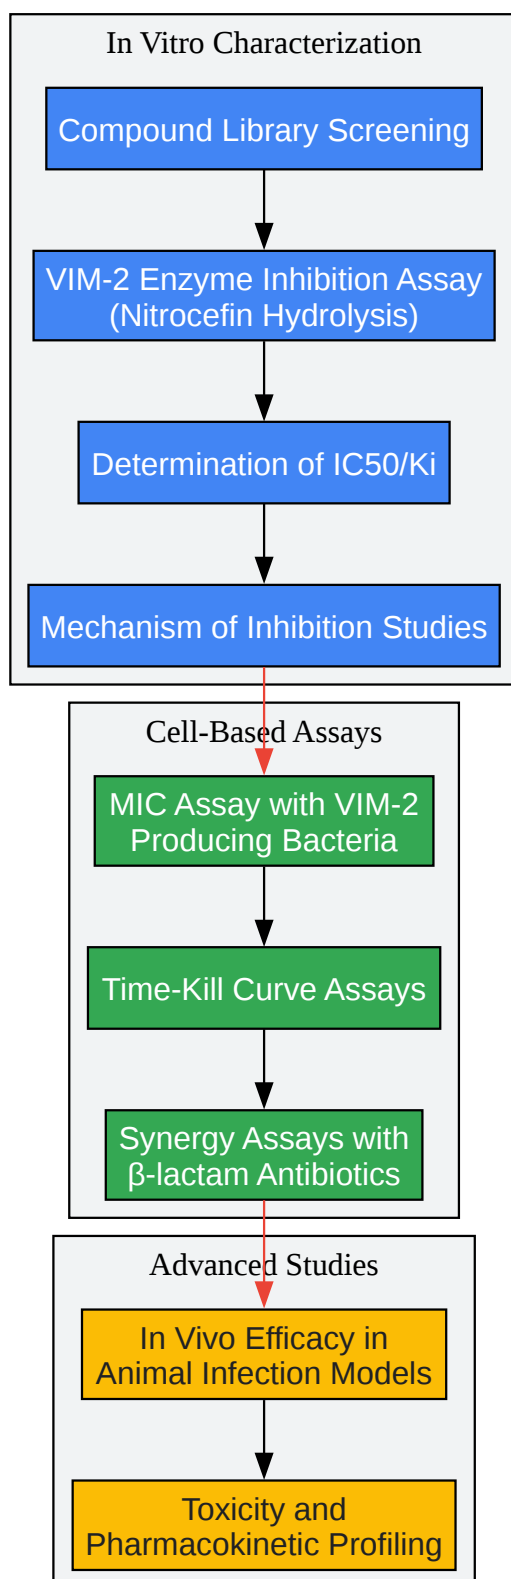 In Vitro Characterization
Compound Library Screening
VIM-2 Enzyme Inhibition Assay
(Nitrocefin Hydrolysis)
Determination of IC50/Ki
Mechanism of Inhibition Studies
Cell-Based Assays
MIC Assay with VIM-2
Producing Bacteria
Time-Kill Curve Assays
Synergy Assays with
β-lactam Antibiotics
Advanced Studies
In Vivo Efficacy in
Animal Infection Models
Toxicity and
Pharmacokinetic Profiling